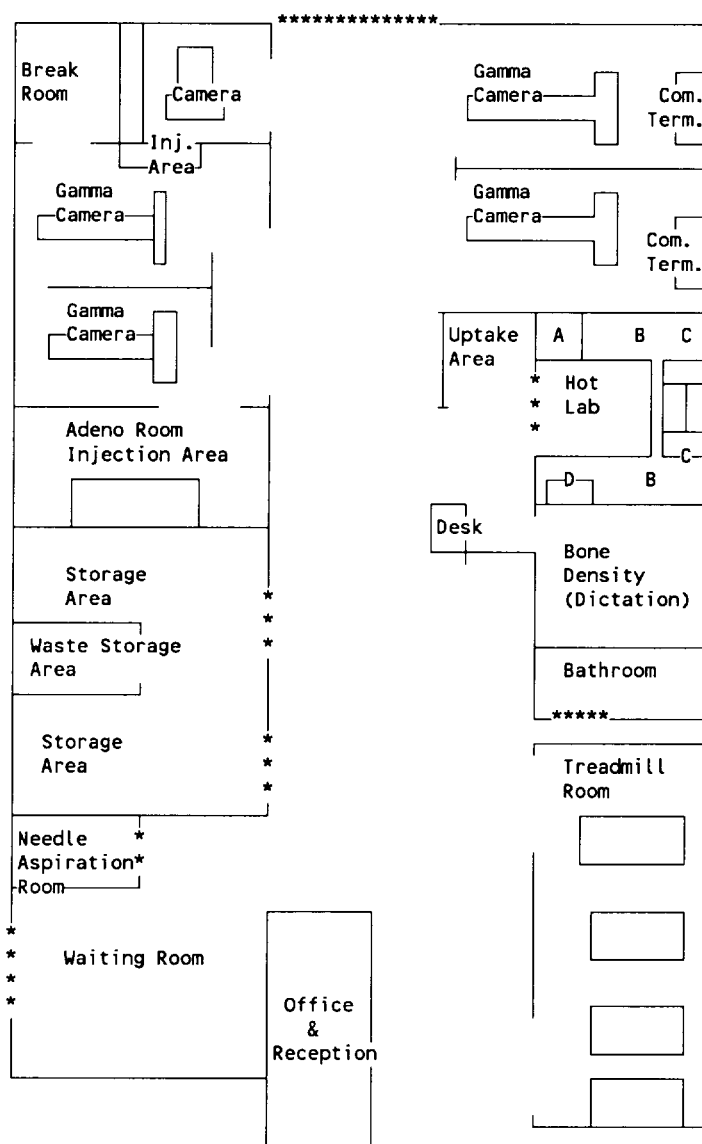 **************
Break
Room
Camera
Inj.
Area
Gamma
Camera
Com.
Term.
Gamma
Camera
Gamma
Camera
Com.
Term.
Gamma
Camera
Uptake
Area
A
B
C
*
*
*
Hot
Lab
C
D
B
Adeno Room
Injection Area
Desk
Bone
Density
(Dictation)
Storage
Area
*
*
*
Waste Storage
Area
Bathroom
*****
Storage
Area
*
*
*
Treadmill
Room
Needle *
Aspiration*
Room
*
*
*
*
Waiting Room
Office
&
Reception